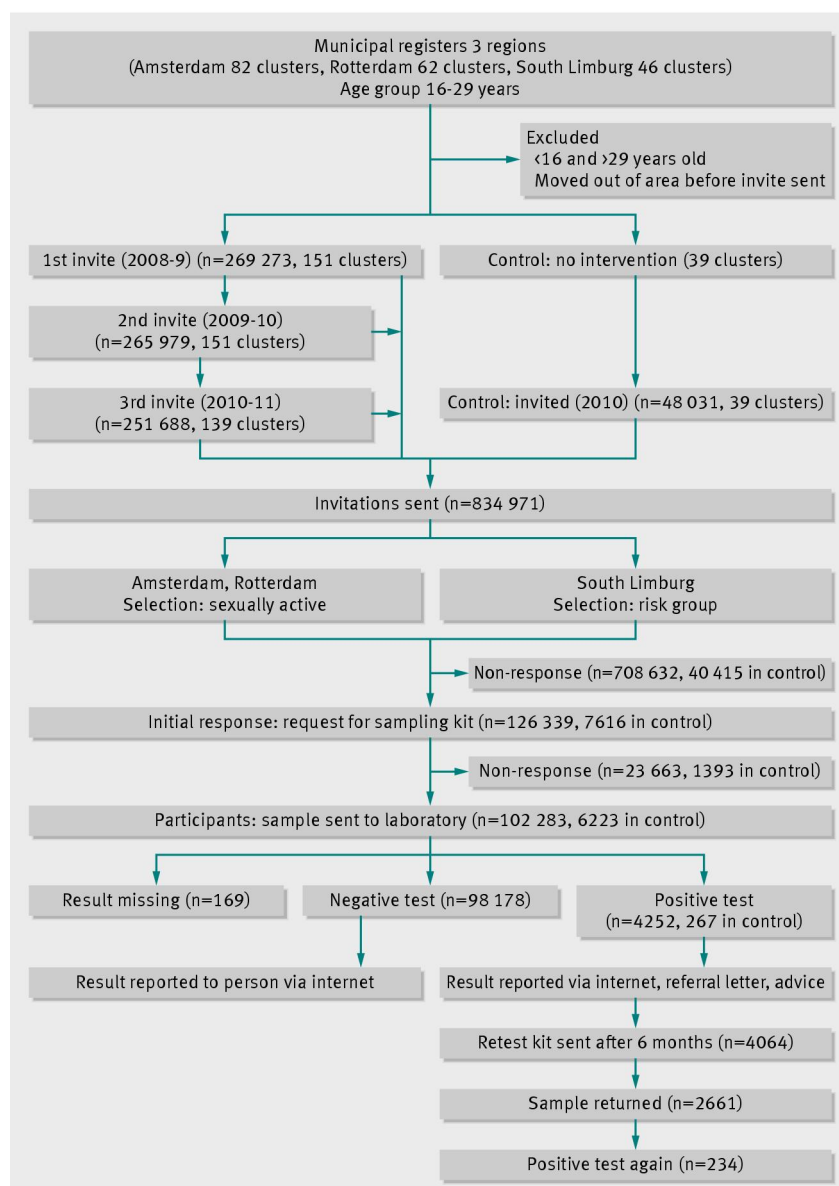 Municipal registers 3 regions
(Amsterdam 82 clusters, Rotterdam 62 clusters, South Limburg 46 clusters)
Age group 16-29 years
Excluded
<16 and >29 years old
Moved out of area before invite sent
1st invite (2008-9) (n=269 273, 151 clusters)
Control: no intervention (39 clusters)
2nd invite (2009-10)
(n=265 979, 151 clusters)
3rd invite (2010-11)
(n=251 688, 139 clusters)
Control: invited (2010) (n=48 031, 39 clusters)
Invitations sent (n=834 971)
Amsterdam, Rotterdam
Selection: sexually active
South Limburg
Selection: risk group
Non-response (n=708 632, 40 415 in control)
Initial response: request for sampling kit (n=126 339, 7616 in control)
Non-response (n=23 663, 1393 in control)
Participants: sample sent to laboratory (n=102 283, 6223 in control)
Result missing (n=169)
Negative test (n=98 178)
Positive test
(n=4252, 267 in control)
Result reported to person via internet
Result reported via internet, referral letter, advice
Retest kit sent after 6 months (n=4064)
Sample returned (n=2661)
Positive test again (n=234)